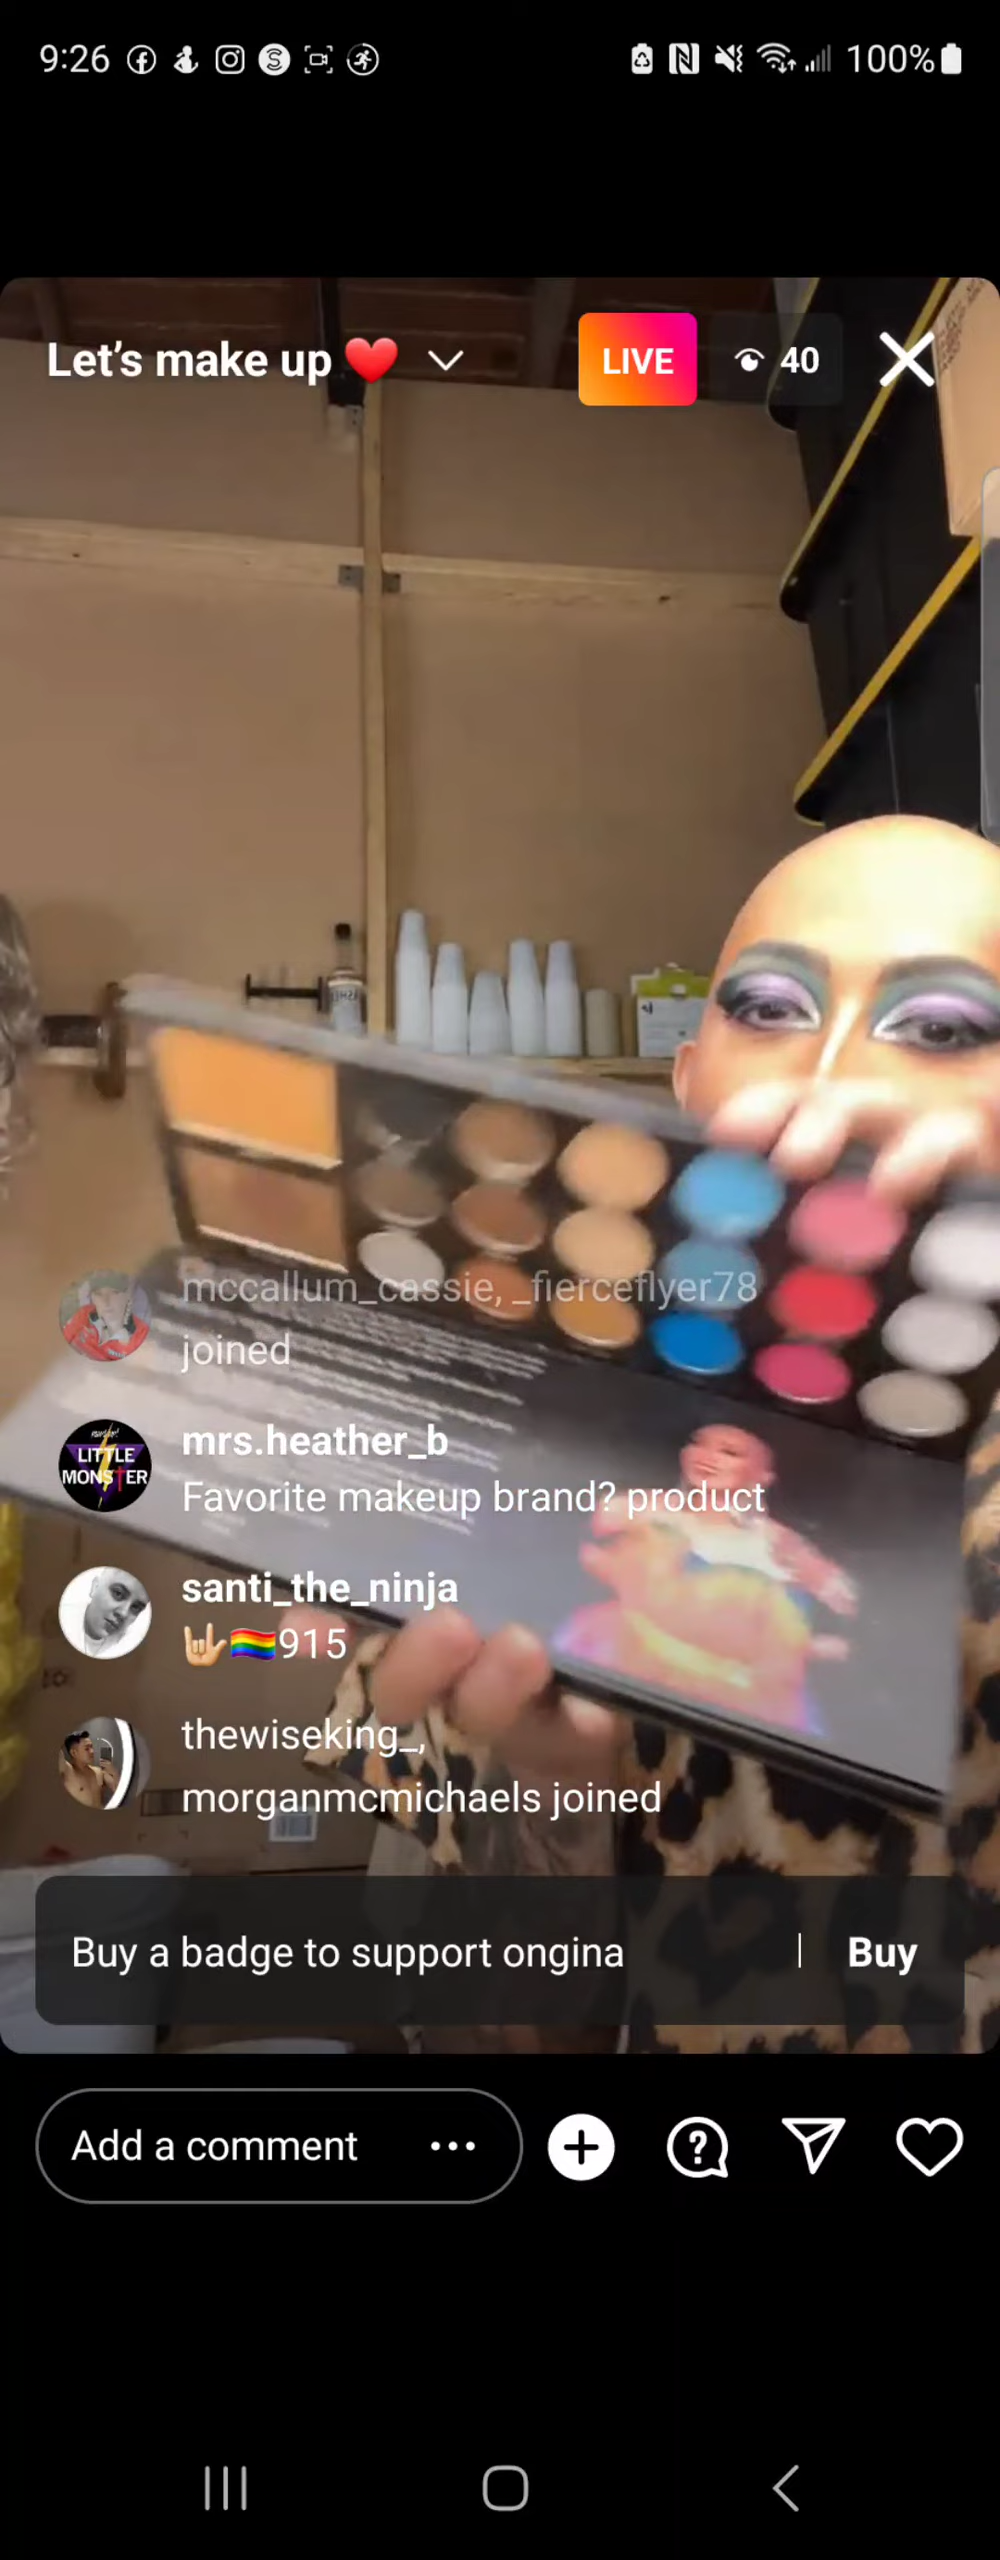 9:26
100%
Let’s make up ❤️
LIVE
40
mccallum_cassie, _fierceflyer78
joined
LITTLE
MONSTER
mrs.heather_b
Favorite makeup brand? product
santi_the_ninja
🤟🏼🏳️‍🌈915
thewiseking_,
morganmcmichaels joined
Buy a badge to support ongina | Buy
Add a comment